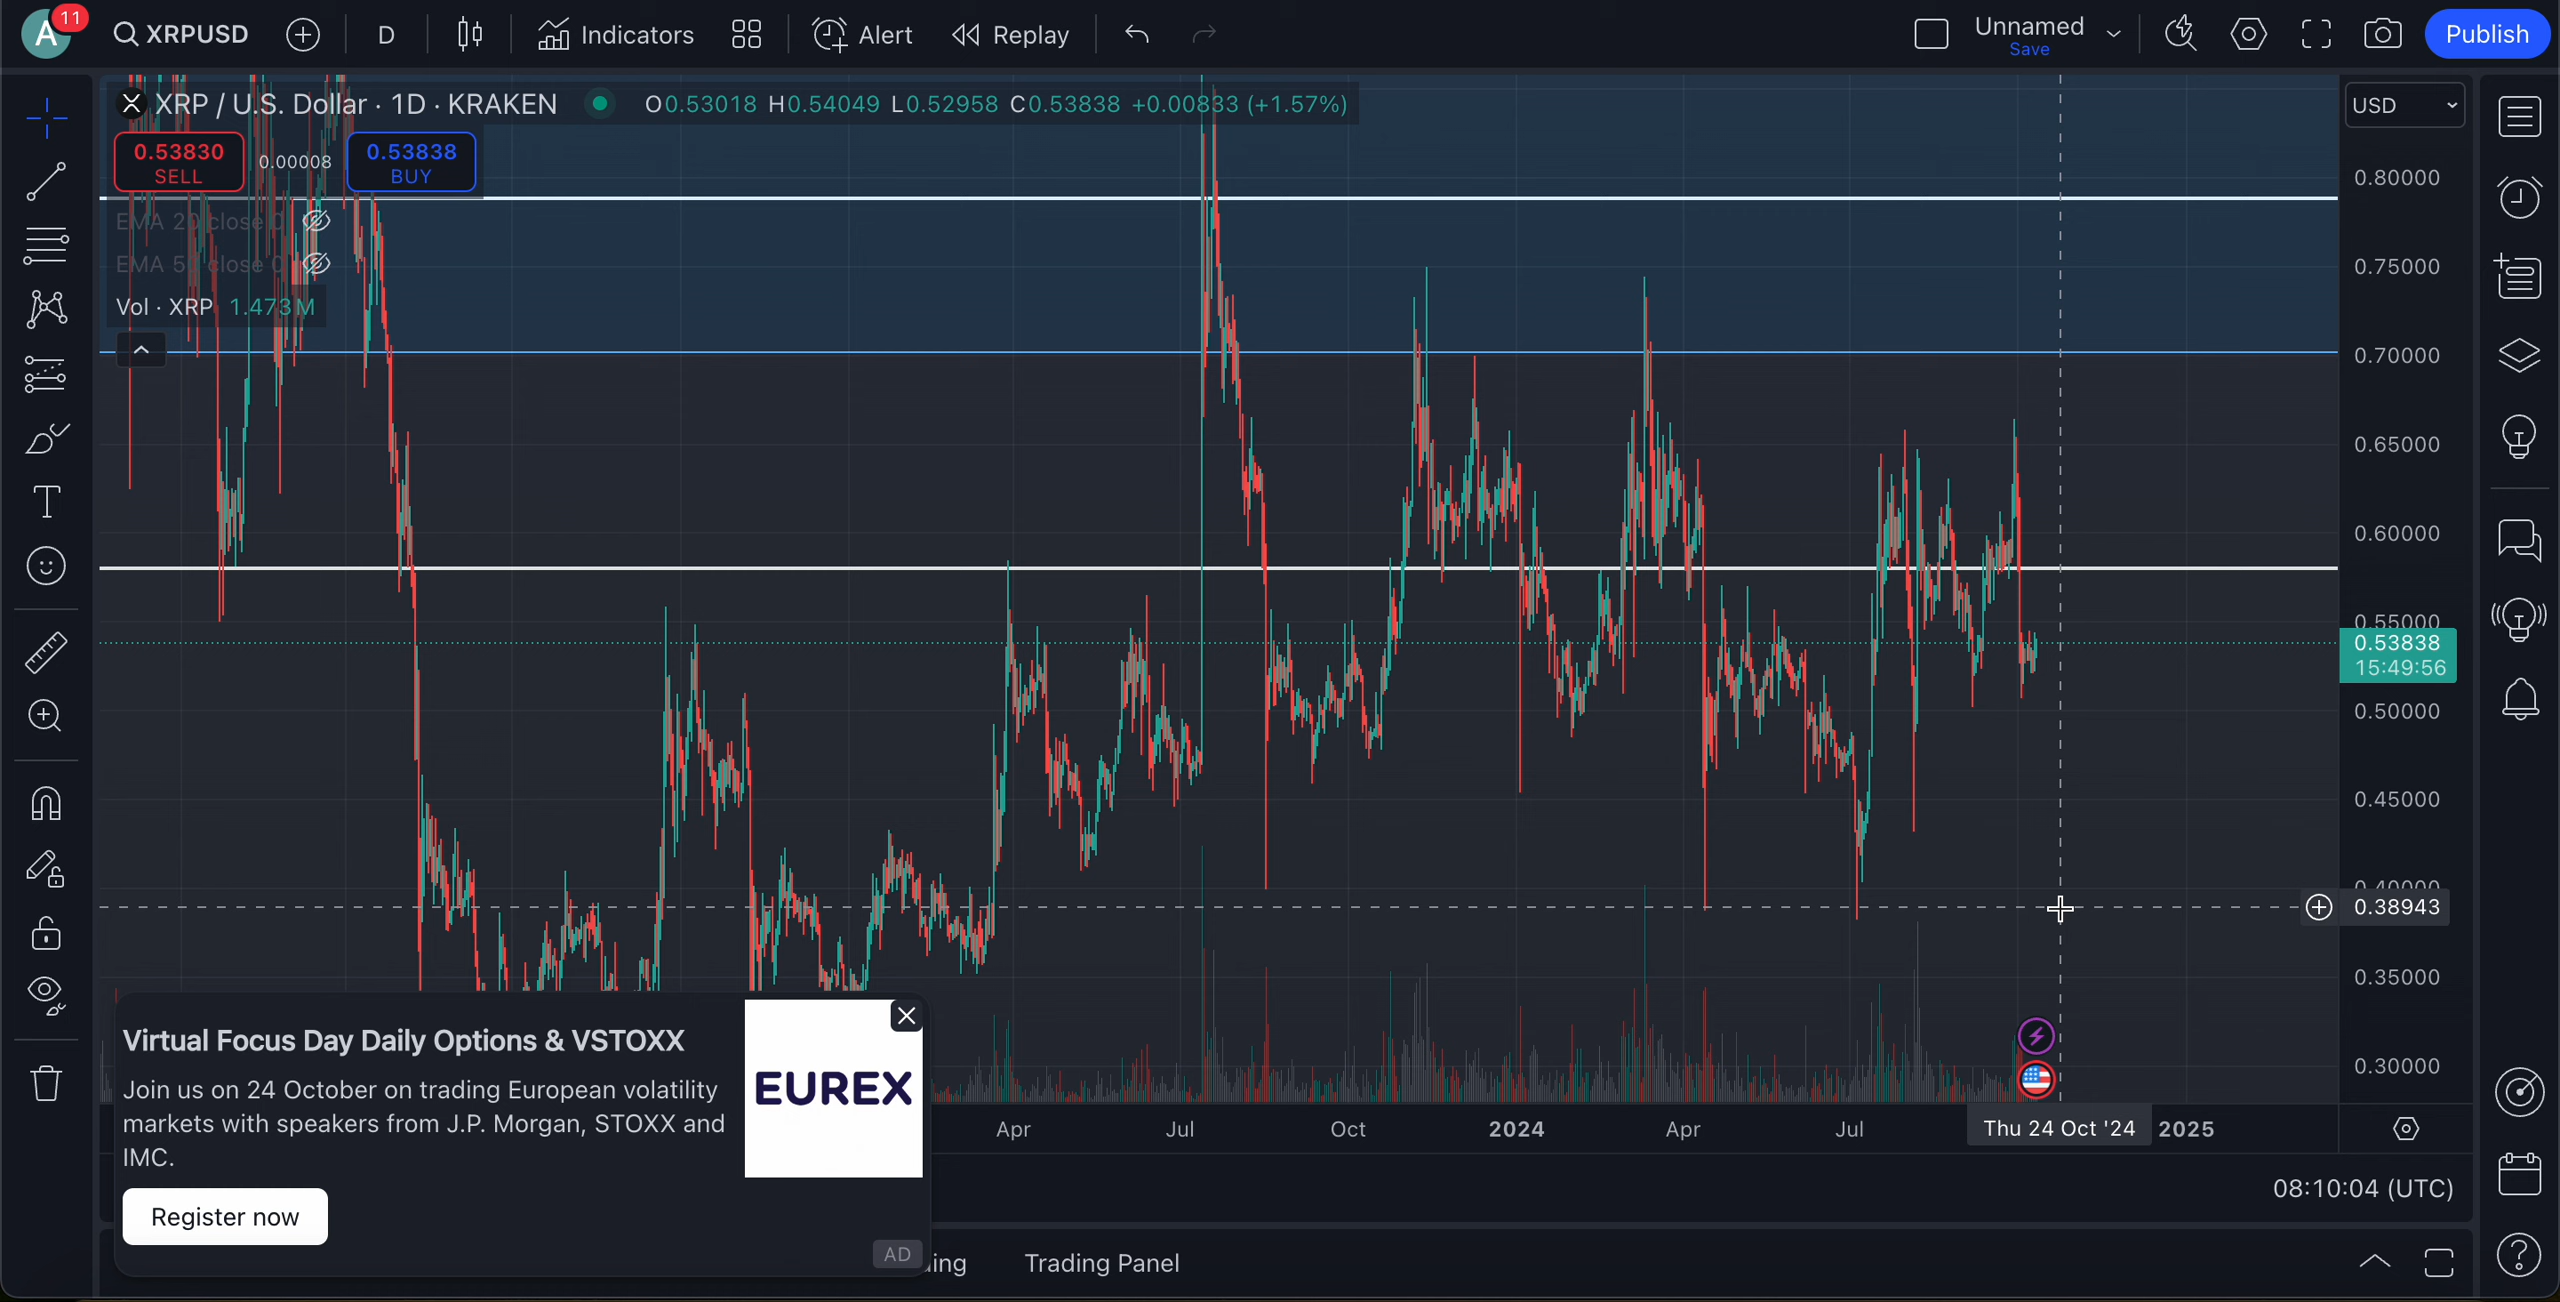 A 11 XRPUSD D Indicators Alert Replay Unnamed Save Publish
XRP / U.S. Dollar · 1D · KRAKEN O0.53018 H0.54049 L0.52958 C0.53838 +0.00833 (+1.57%)
USD
0.53830 SELL 0.00008 0.53838 BUY
EMA 20 close 0
EMA 50 close 0
Vol · XRP 1.473M
0.80000
0.75000
0.70000
0.65000
0.60000
0.55000
0.53838
15:49:56
0.50000
0.45000
0.40000
0.38943
0.35000
0.30000
Virtual Focus Day Daily Options & VSTOXX
Join us on 24 October on trading European volatility
markets with speakers from J.P. Morgan, STOXX and
IMC.
EUREX
Register now
AD
Apr Jul Oct 2024 Apr Jul Thu 24 Oct '24 2025
08:10:04 (UTC)
ing Trading Panel